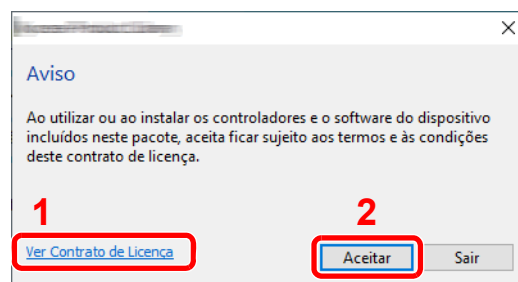 Aviso
Ao utilizar ou ao instalar os controladores e o software do dispositivo
incluídos neste pacote, aceita ficar sujeito aos termos e às condições
deste contrato de licença.
1
2
Ver Contrato de Licença
Aceitar
Sair